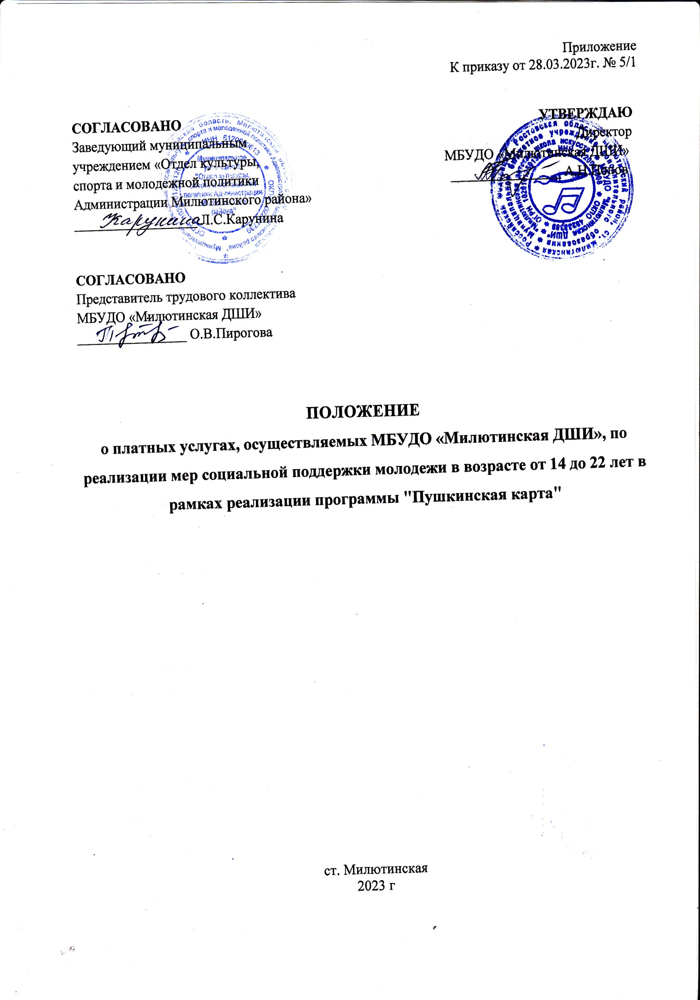 Приложение
К приказу от 28.03.2023г. № 5/1
СОГЛАСОВАНО
Заведующий муниципальным
учреждением «Отдел культуры,
спорта и молодежной политики
Администрации Милютинского района»
Карунина Л.С.Карунина
УТВЕРЖДАЮ
Директор
МБУДО «Милютинская ДШИ»
А.Н.Попов
СОГЛАСОВАНО
Представитель трудового коллектива
МБУДО «Милютинская ДШИ»
О.В.Пирогова
ПОЛОЖЕНИЕ
о платных услугах, осуществляемых МБУДО «Милютинская ДШИ», по
реализации мер социальной поддержки молодежи в возрасте от 14 до 22 лет в
рамках реализации программы "Пушкинская карта"
ст. Милютинская
2023 г